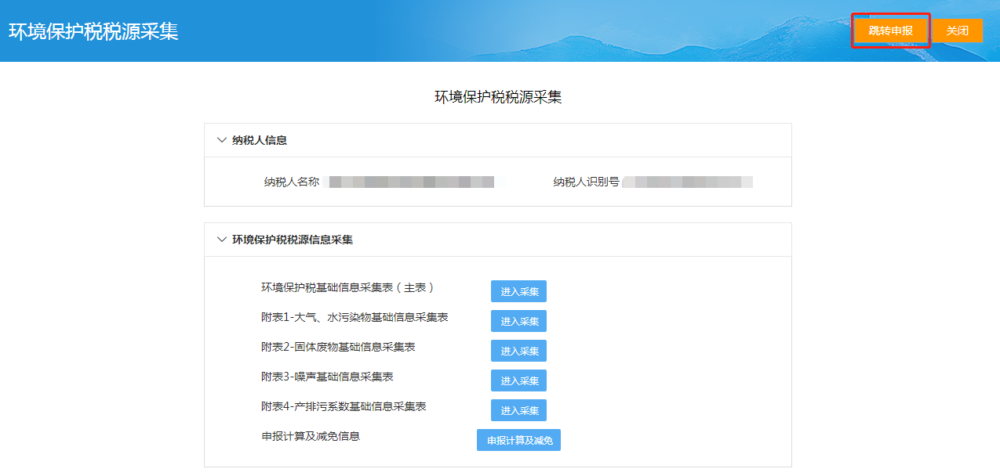 环境保护税税源采集
跳转申报
关闭
环境保护税税源采集
纳税人信息
纳税人名称
纳税人识别号
环境保护税税源信息采集
环境保护税基础信息采集表（主表） 进入采集
附表1-大气、水污染物基础信息采集表 进入采集
附表2-固体废物基础信息采集表 进入采集
附表3-噪声基础信息采集表 进入采集
附表4-产排污系数基础信息采集表 进入采集
申报计算及减免信息 申报计算及减免